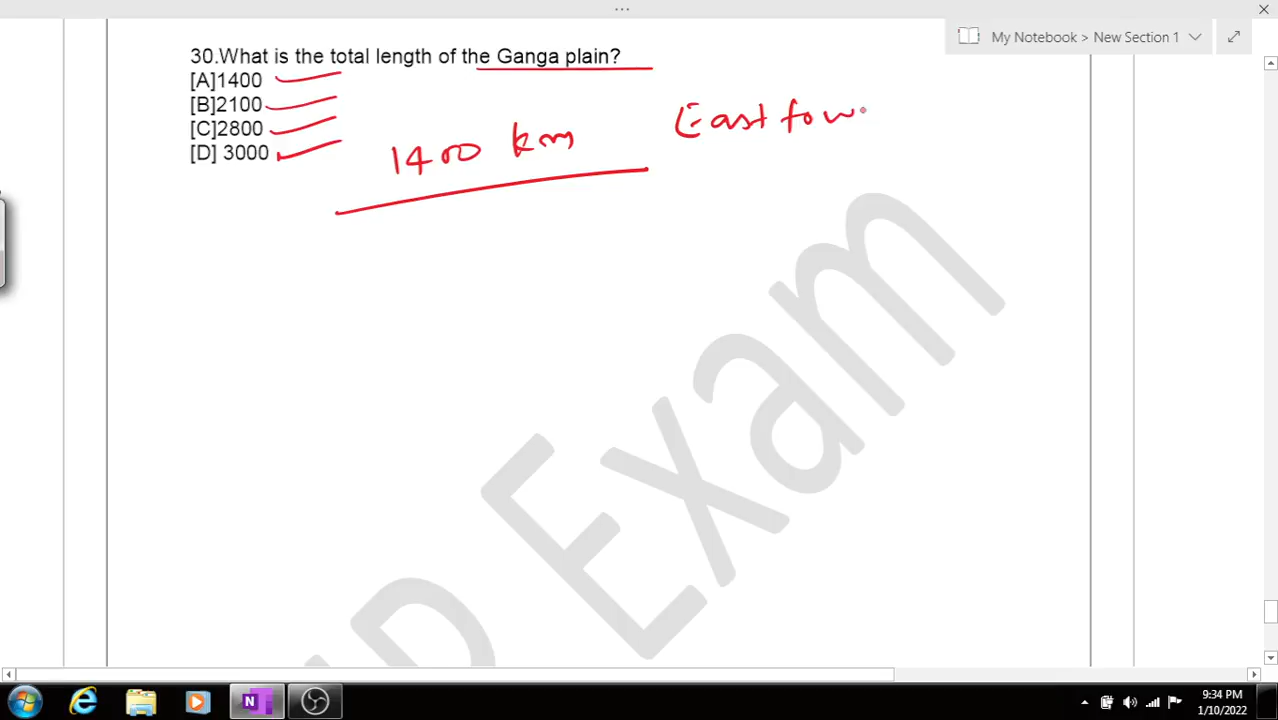 My Notebook > New Section 1
30.What is the total length of the Ganga plain?
[A]1400
[B]2100
[C]2800
[D] 3000
1400 km
(East tow
D Exam
9:34 PM
1/10/2022